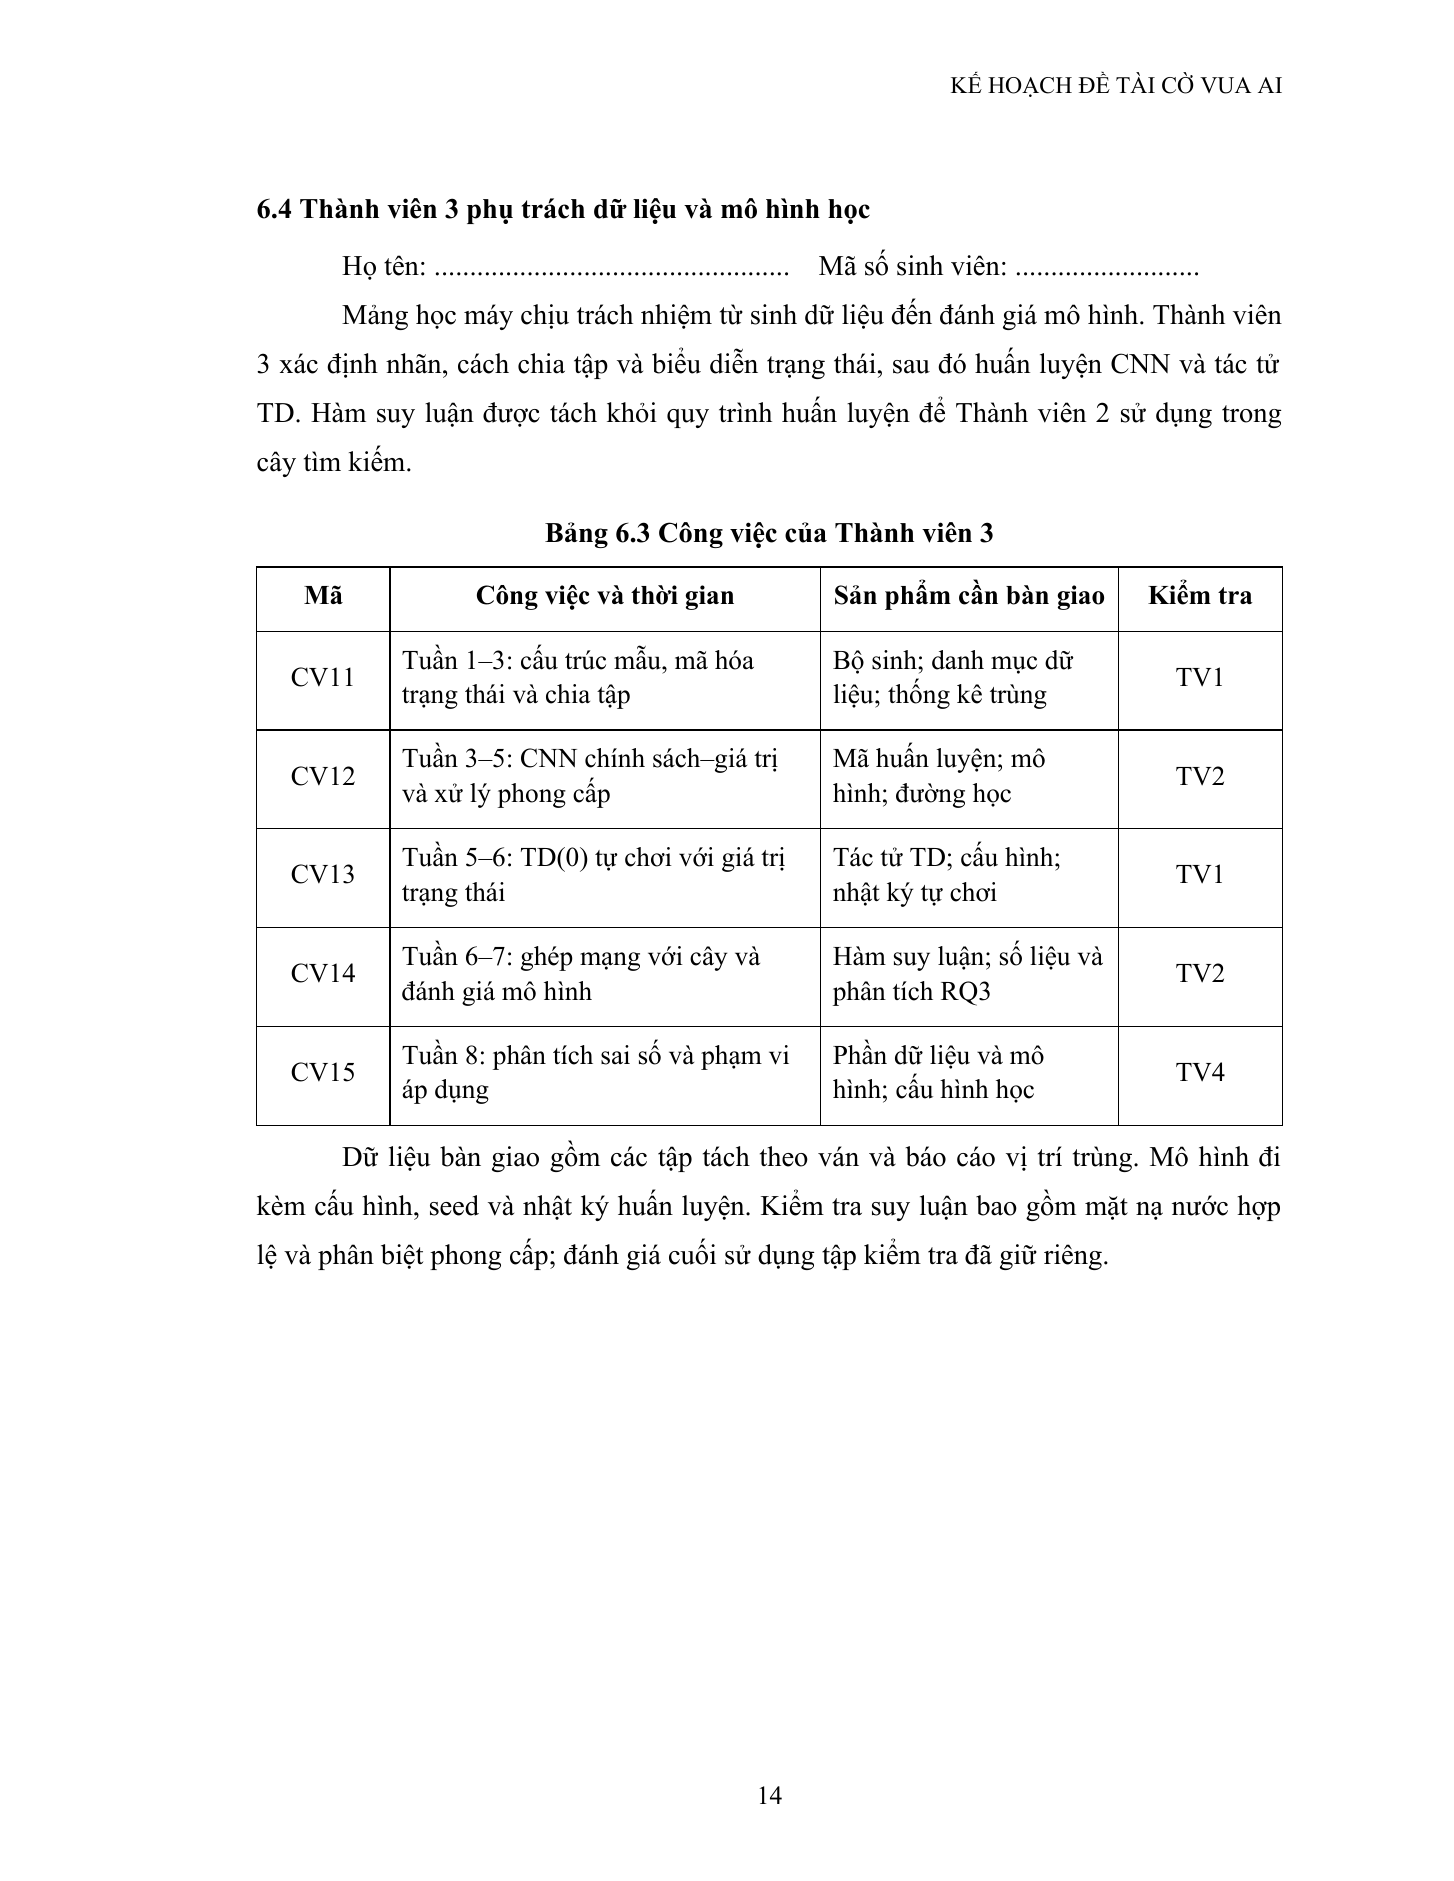 KẾ HOẠCH ĐỀ TÀI CỜ VUA AI
6.4 Thành viên 3 phụ trách dữ liệu và mô hình học
Họ tên: .................................................. Mã số sinh viên: ..........................
Mảng học máy chịu trách nhiệm từ sinh dữ liệu đến đánh giá mô hình. Thành viên
3 xác định nhãn, cách chia tập và biểu diễn trạng thái, sau đó huấn luyện CNN và tác tử
TD. Hàm suy luận được tách khỏi quy trình huấn luyện để Thành viên 2 sử dụng trong
cây tìm kiếm.
Bảng 6.3 Công việc của Thành viên 3
Mã Công việc và thời gian Sản phẩm cần bàn giao Kiểm tra
CV11 Tuần 1–3: cấu trúc mẫu, mã hóa Bộ sinh; danh mục dữ TV1
trạng thái và chia tập liệu; thống kê trùng
CV12 Tuần 3–5: CNN chính sách–giá trị Mã huấn luyện; mô TV2
và xử lý phong cấp hình; đường học
CV13 Tuần 5–6: TD(0) tự chơi với giá trị Tác tử TD; cấu hình; TV1
trạng thái nhật ký tự chơi
CV14 Tuần 6–7: ghép mạng với cây và Hàm suy luận; số liệu và TV2
đánh giá mô hình phân tích RQ3
CV15 Tuần 8: phân tích sai số và phạm vi Phần dữ liệu và mô TV4
áp dụng hình; cấu hình học
Dữ liệu bàn giao gồm các tập tách theo ván và báo cáo vị trí trùng. Mô hình đi
kèm cấu hình, seed và nhật ký huấn luyện. Kiểm tra suy luận bao gồm mặt nạ nước hợp
lệ và phân biệt phong cấp; đánh giá cuối sử dụng tập kiểm tra đã giữ riêng.
14